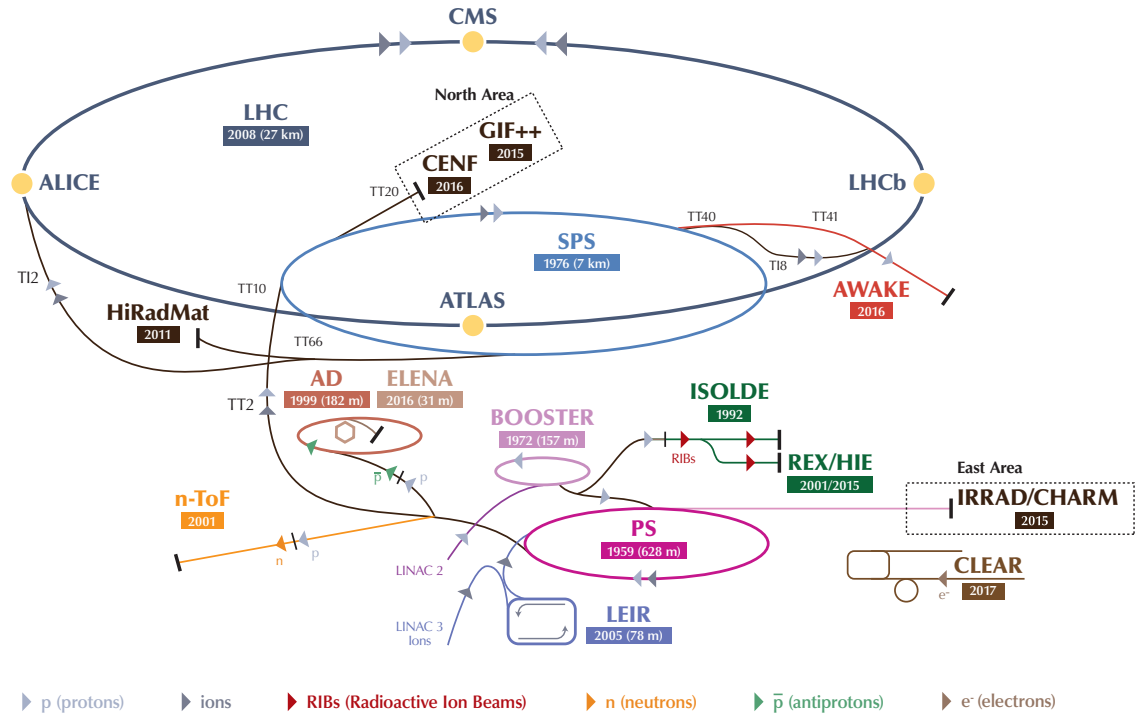 CMS
North Area
LHC
2008 (27 km)
GIF++
2015
CENF
2016
ALICE
LHCb
TT20
TT40
TT41
SPS
1976 (7 km)
TI8
TI2
TT10
AWAKE
2016
ATLAS
HiRadMat
2011
TT66
AD
1999 (182 m)
ELENA
2016 (31 m)
TT2
ISOLDE
1992
BOOSTER
1972 (157 m)
RIBs
REX/HIE
2001/2015
East Area
p̅
p
n-ToF
2001
IRRAD/CHARM
2015
PS
1959 (628 m)
n
p
LINAC 2
CLEAR
2017
e-
LINAC 3
Ions
LEIR
2005 (78 m)
p (protons)
ions
RIBs (Radioactive Ion Beams)
n (neutrons)
p̅ (antiprotons)
e- (electrons)